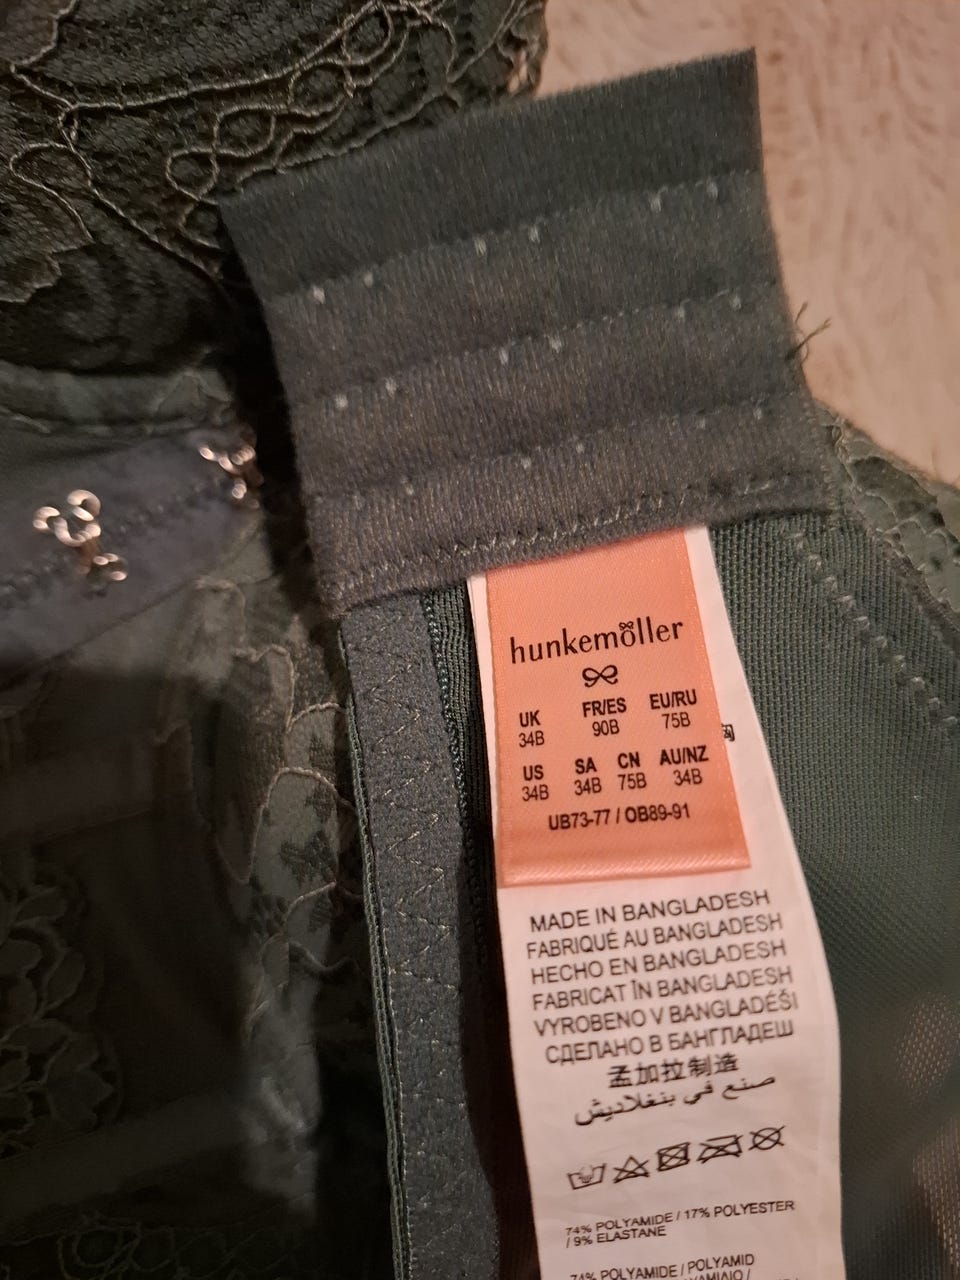 hunkemöller
UK FR/ES EU/RU
34B 90B 75B
US SA CN AU/NZ
34B 34B 75B 34B
UB73-77 / OB89-91
MADE IN BANGLADESH
FABRIQUÉ AU BANGLADESH
HECHO EN BANGLADESH
FABRICAT ÎN BANGLADESH
VYROBENO V BANGLADÉŠI
СДЕЛАНО В БАНГЛАДЕШ
孟加拉制造
صنع في بنغلاديش
74% POLYAMIDE / 17% POLYESTER
/ 9% ELASTANE
74% POLYAMIDE / POLYAMID